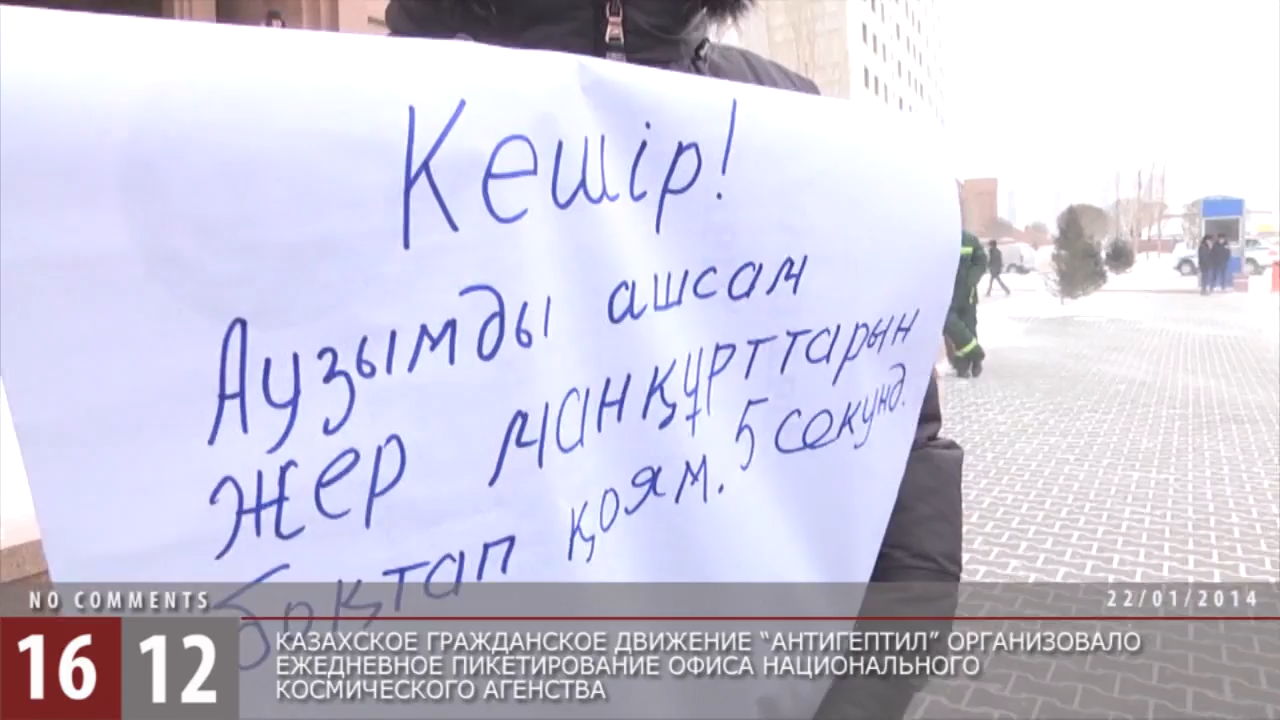 Кешір!
Аузымды ашсам
жер манқұрттарын
боқтап қоям. 5 секунд.
NO COMMENTS
22/01/2014
16 12
КАЗАХСКОЕ ГРАЖДАНСКОЕ ДВИЖЕНИЕ “АНТИГЕПТИЛ” ОРГАНИЗОВАЛО
ЕЖЕДНЕВНОЕ ПИКЕТИРОВАНИЕ ОФИСА НАЦИОНАЛЬНОГО
КОСМИЧЕСКОГО АГЕНСТВА